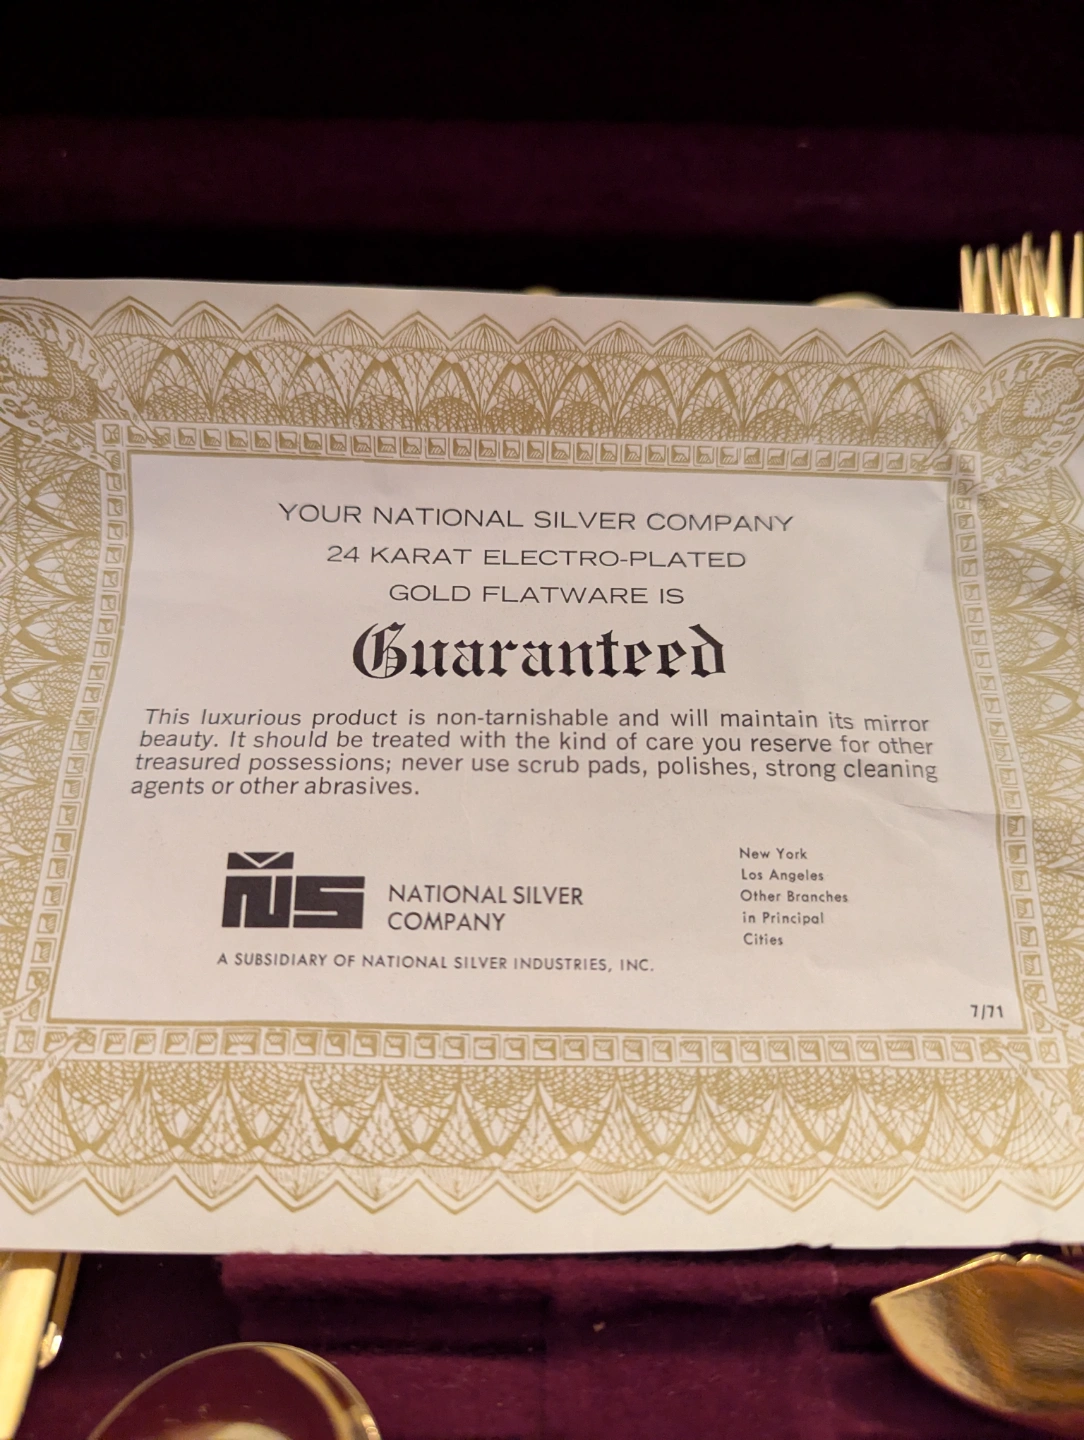 YOUR NATIONAL SILVER COMPANY
24 KARAT ELECTRO-PLATED
GOLD FLATWARE IS
Guaranteed
This luxurious product is non-tarnishable and will maintain its mirror
beauty. It should be treated with the kind of care you reserve for other
treasured possessions; never use scrub pads, polishes, strong cleaning
agents or other abrasives.
NS
NATIONAL SILVER
COMPANY
A SUBSIDIARY OF NATIONAL SILVER INDUSTRIES, INC.
New York
Los Angeles
Other Branches
in Principal
Cities
7/71